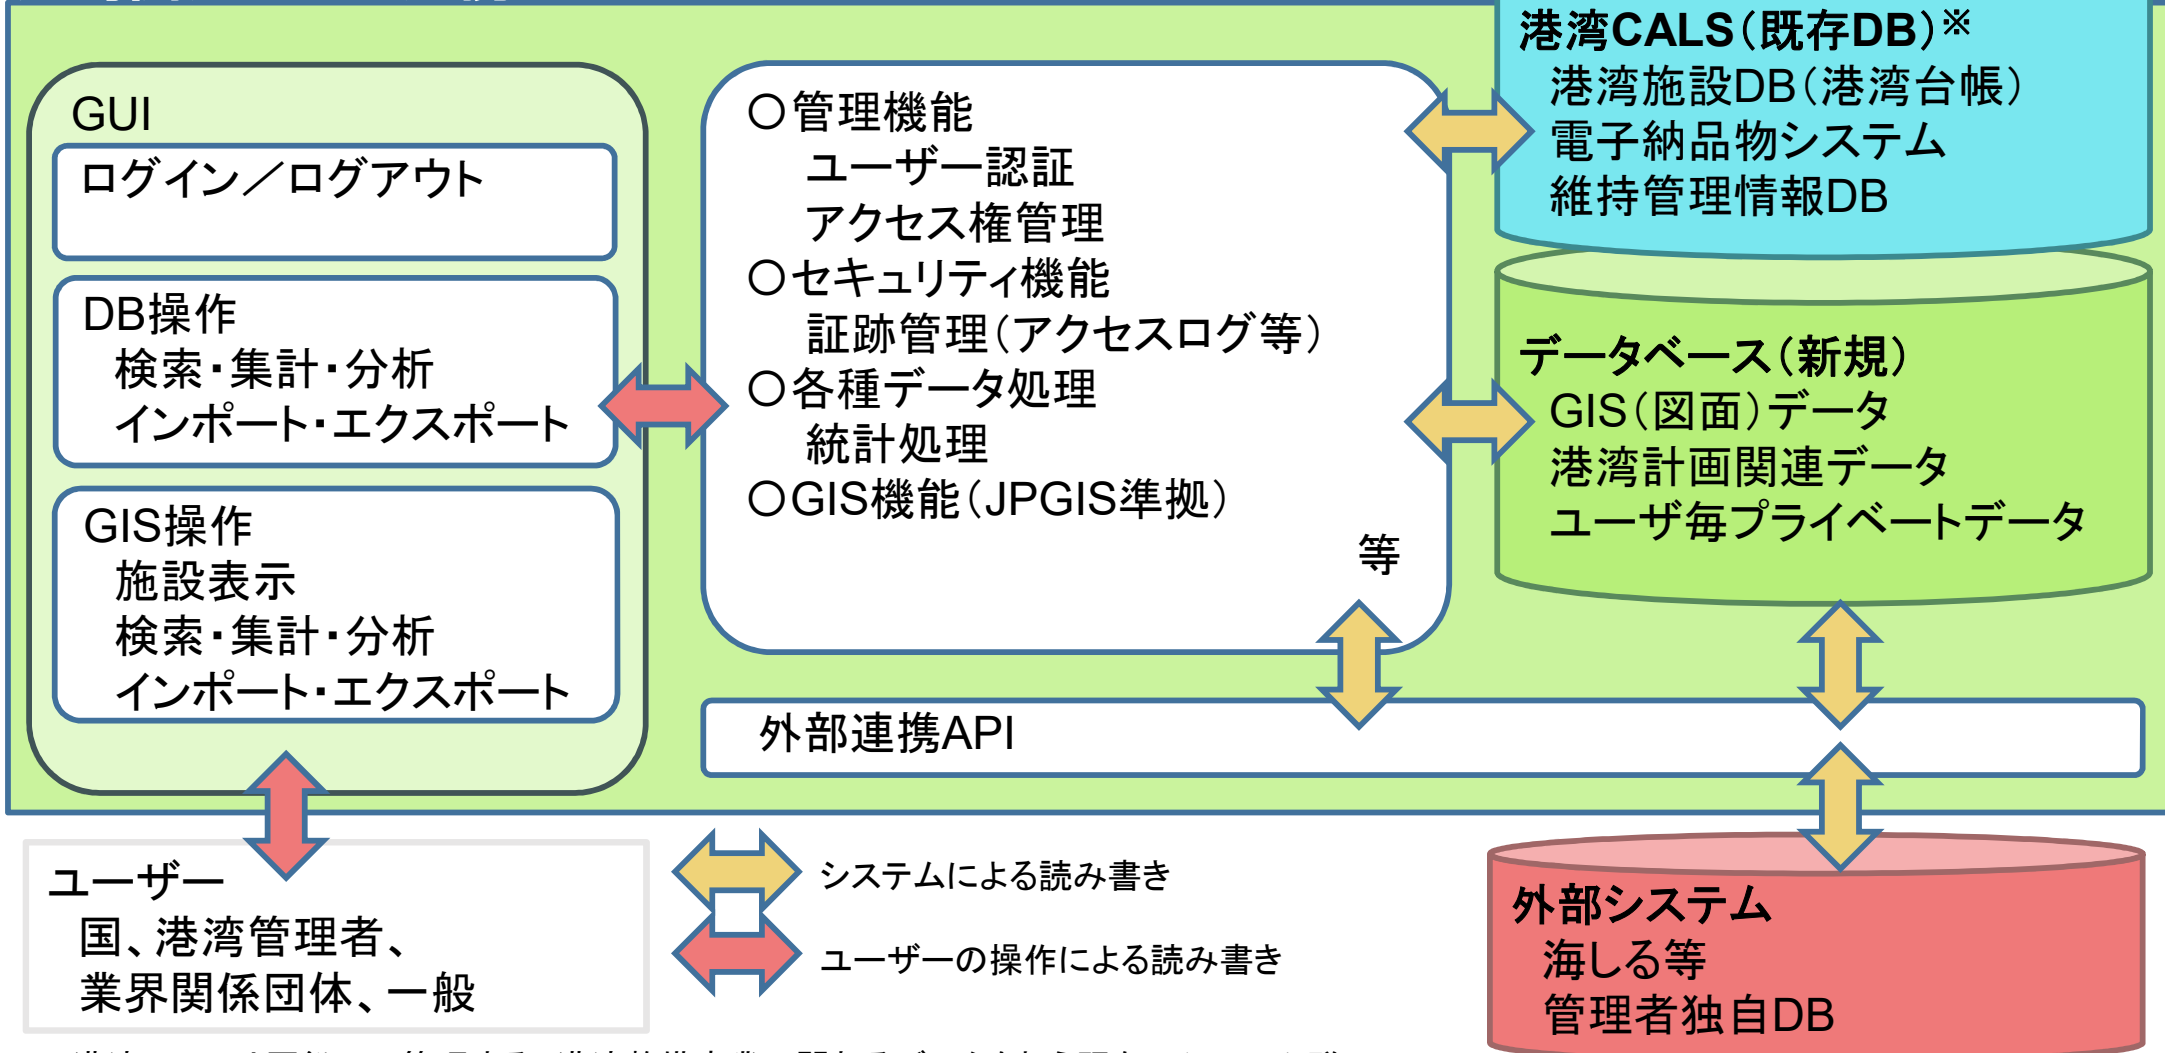 GUI
ログイン／ログアウト
DB操作
検索・集計・分析
インポート・エクスポート
GIS操作
施設表示
検索・集計・分析
インポート・エクスポート
〇管理機能
ユーザー認証
アクセス権管理
〇セキュリティ機能
証跡管理（アクセスログ等）
〇各種データ処理
統計処理
〇GIS機能（JPGIS準拠）
等
港湾CALS（既存DB）※
港湾施設DB（港湾台帳）
電子納品物システム
維持管理情報DB
データベース（新規）
GIS（図面）データ
港湾計画関連データ
ユーザ毎プライベートデータ
外部連携API
ユーザー
国、港湾管理者、
業界関係団体、一般
システムによる読み書き
ユーザーの操作による読み書き
外部システム
海しる等
管理者独自DB